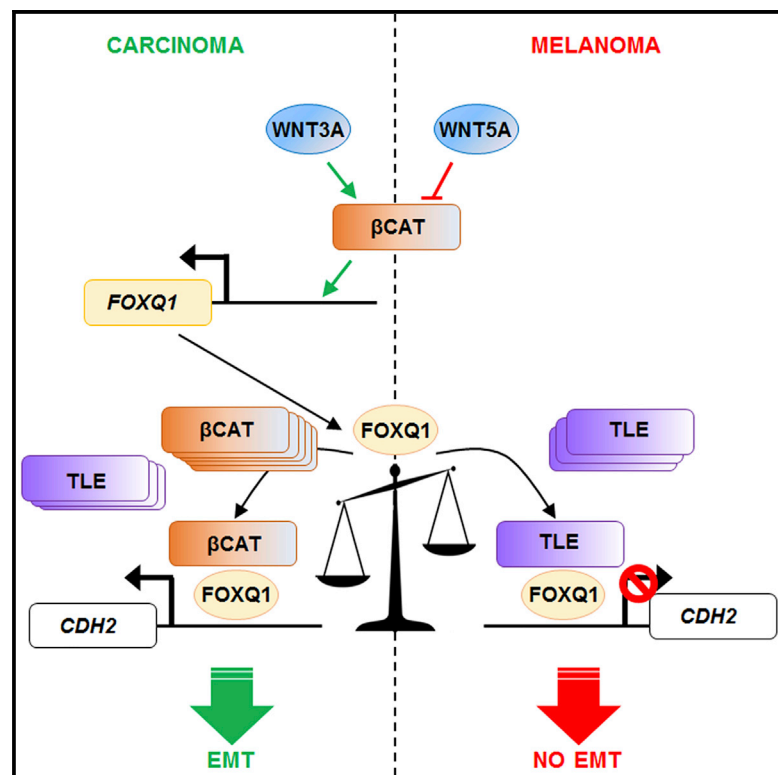 CARCINOMA
MELANOMA
WNT3A
WNT5A
βCAT
FOXQ1
FOXQ1
βCAT
TLE
TLE
βCAT
TLE
FOXQ1
FOXQ1
CDH2
CDH2
EMT
NO EMT